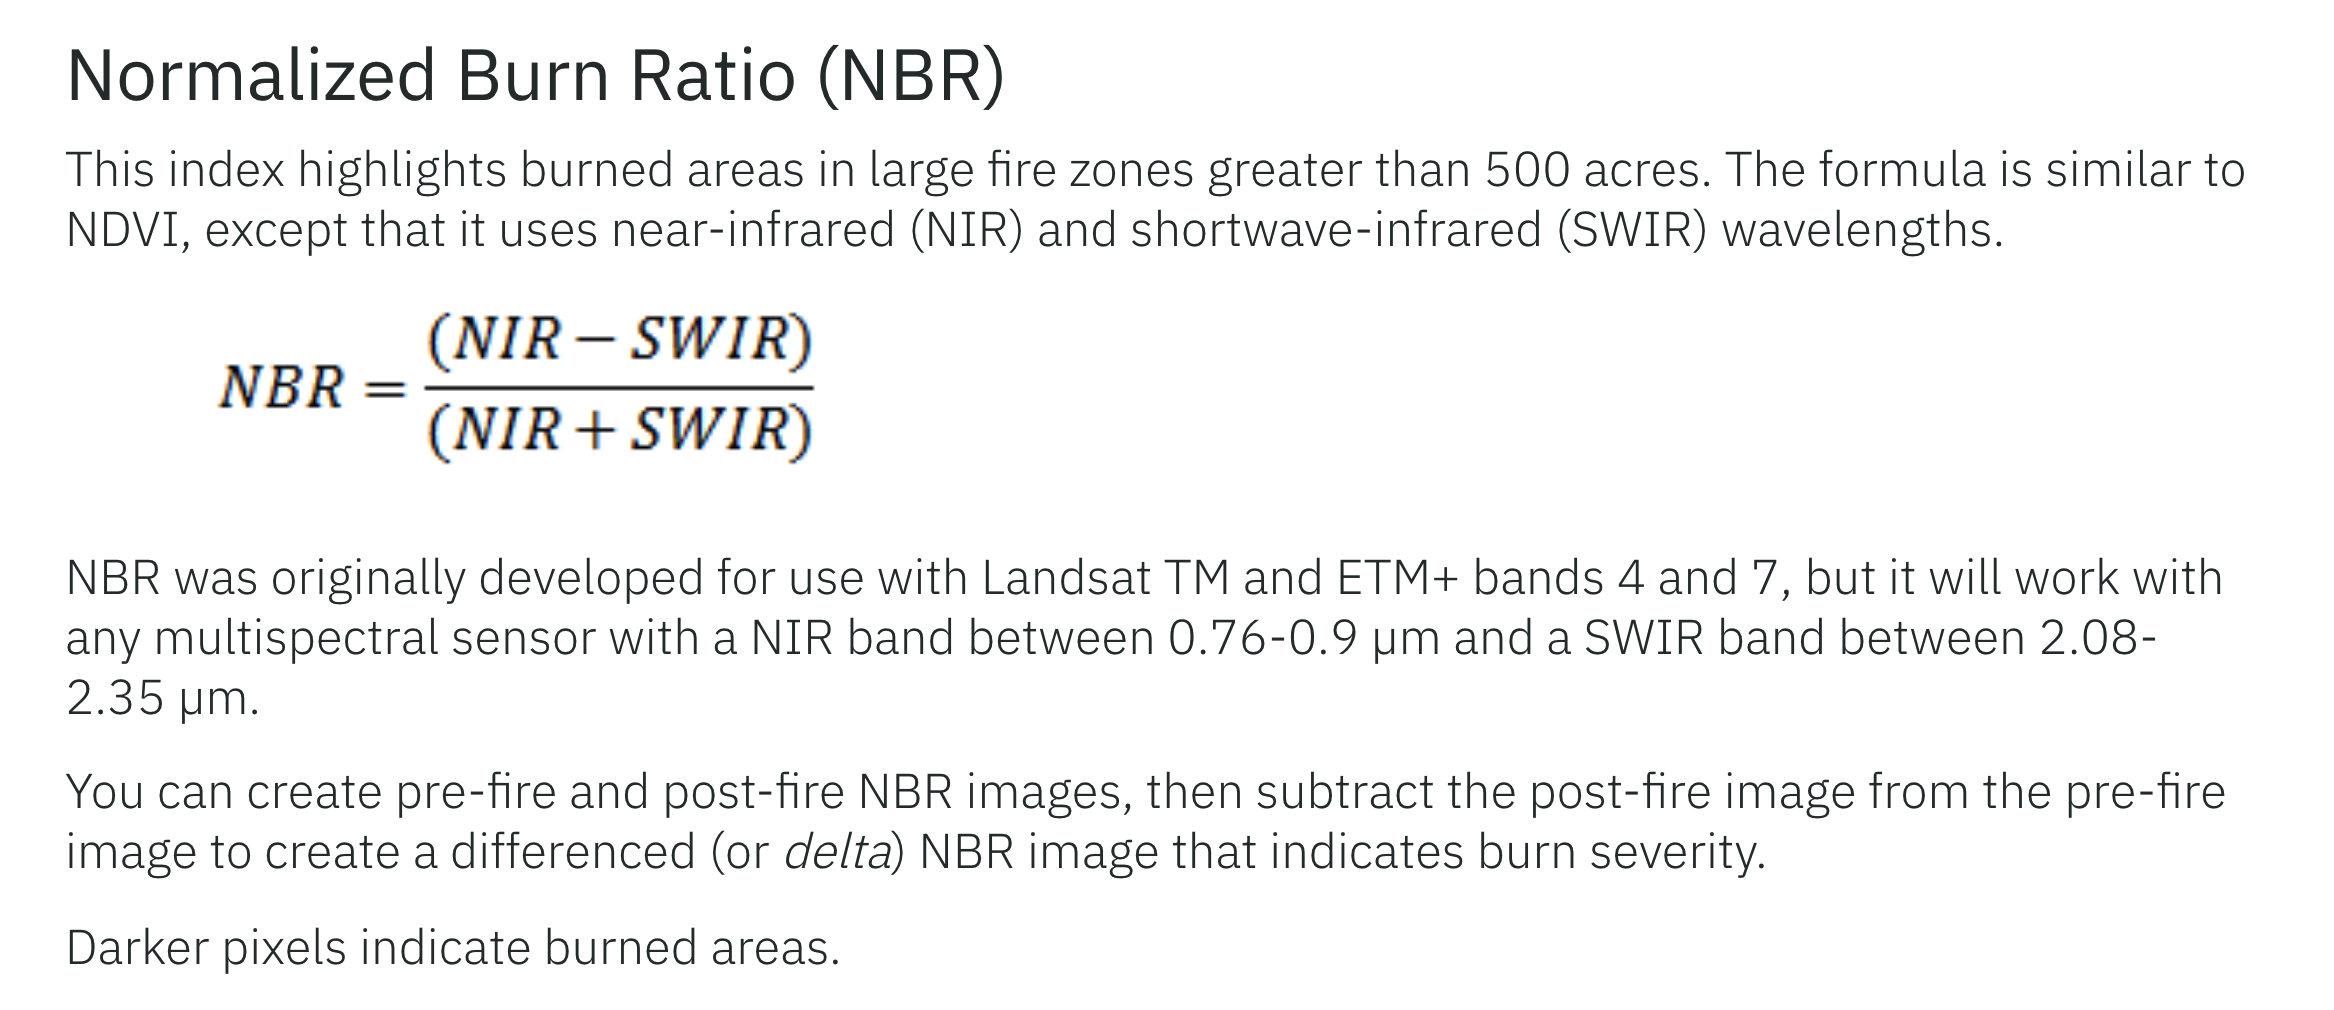 Normalized Burn Ratio (NBR)
This index highlights burned areas in large fire zones greater than 500 acres. The formula is similar to
NDVI, except that it uses near-infrared (NIR) and shortwave-infrared (SWIR) wavelengths.
NBR = (NIR − SWIR) / (NIR + SWIR)
NBR was originally developed for use with Landsat TM and ETM+ bands 4 and 7, but it will work with
any multispectral sensor with a NIR band between 0.76-0.9 µm and a SWIR band between 2.08-
2.35 µm.
You can create pre-fire and post-fire NBR images, then subtract the post-fire image from the pre-fire
image to create a differenced (or delta) NBR image that indicates burn severity.
Darker pixels indicate burned areas.